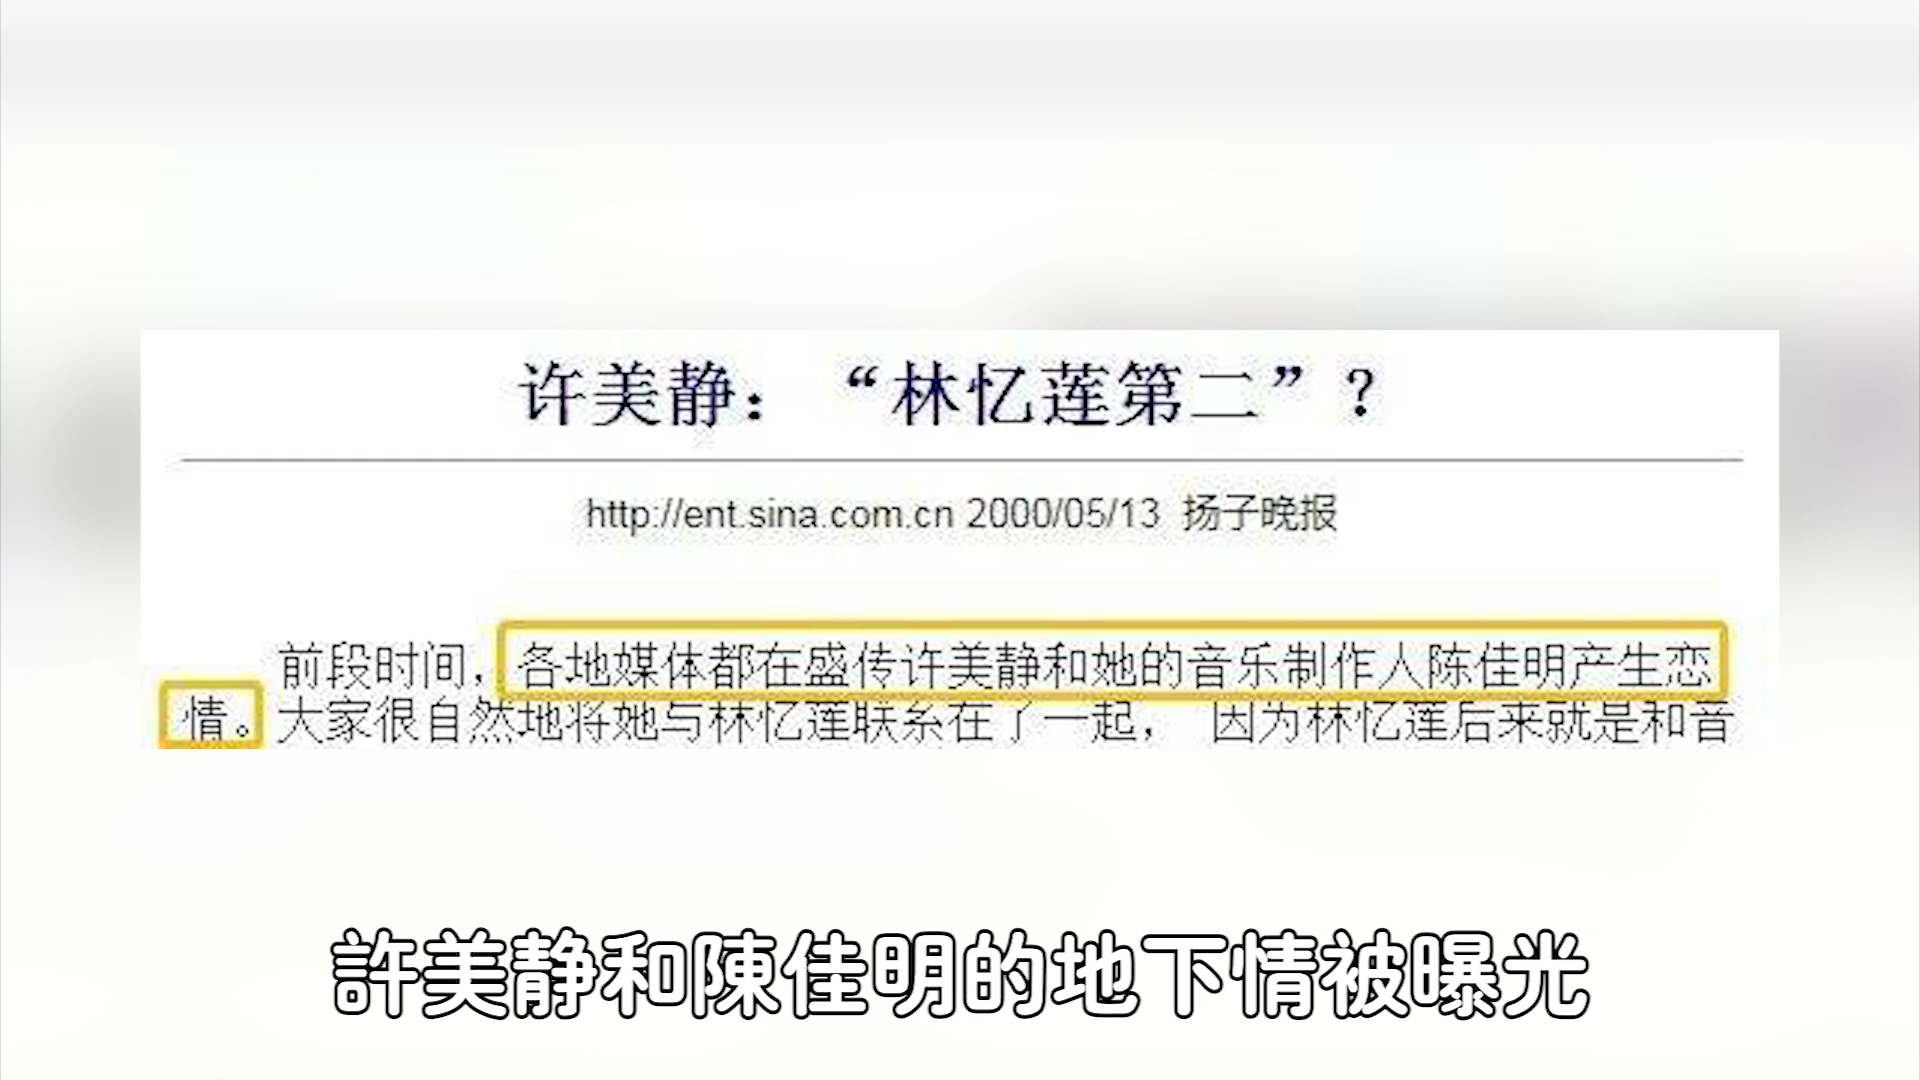 许美静：“林忆莲第二”？
http://ent.sina.com.cn 2000/05/13 扬子晚报
前段时间，各地媒体都在盛传许美静和她的音乐制作人陈佳明产生恋
情。大家很自然地将她与林忆莲联系在了一起， 因为林忆莲后来就是和音
許美静和陳佳明的地下情被曝光